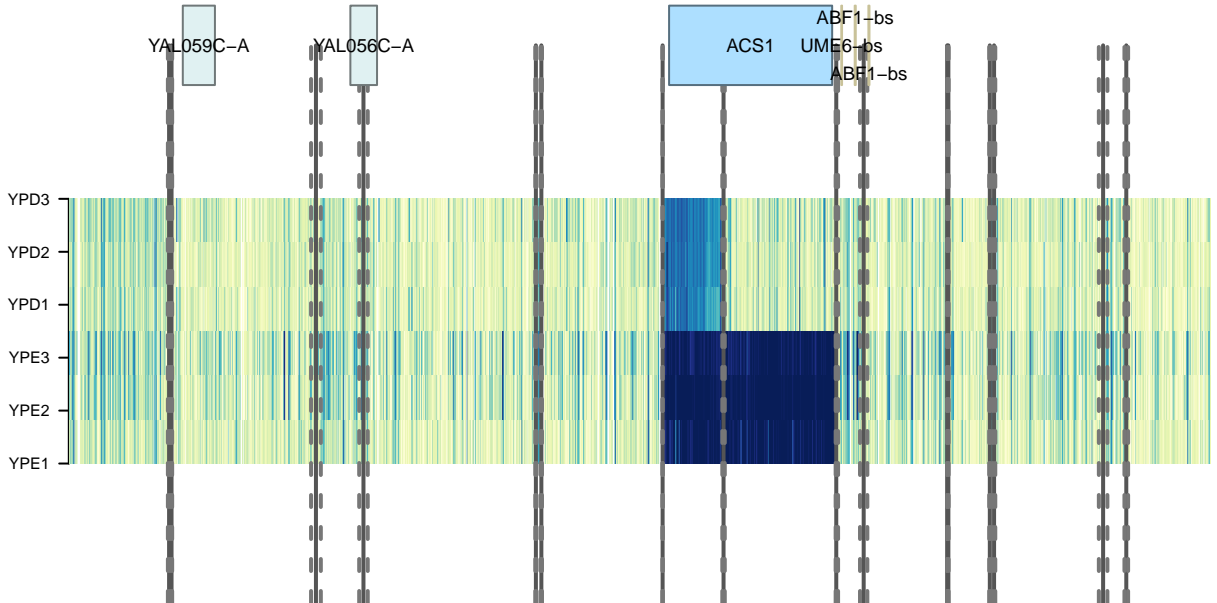 ABF1−bs
YAL059C−A
YAL056C−A
ACS1
UME6−bs
ABF1−bs
YPD3
YPD2
YPD1
YPE3
YPE2
YPE1